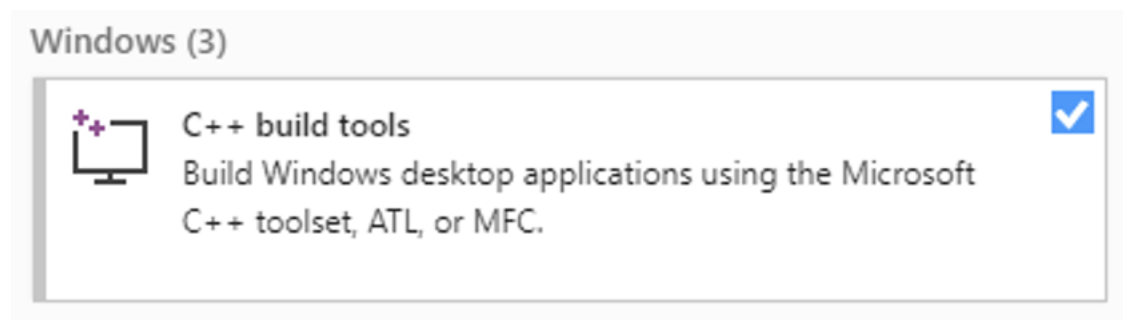 Windows (3)
C++ build tools
Build Windows desktop applications using the Microsoft
C++ toolset, ATL, or MFC.